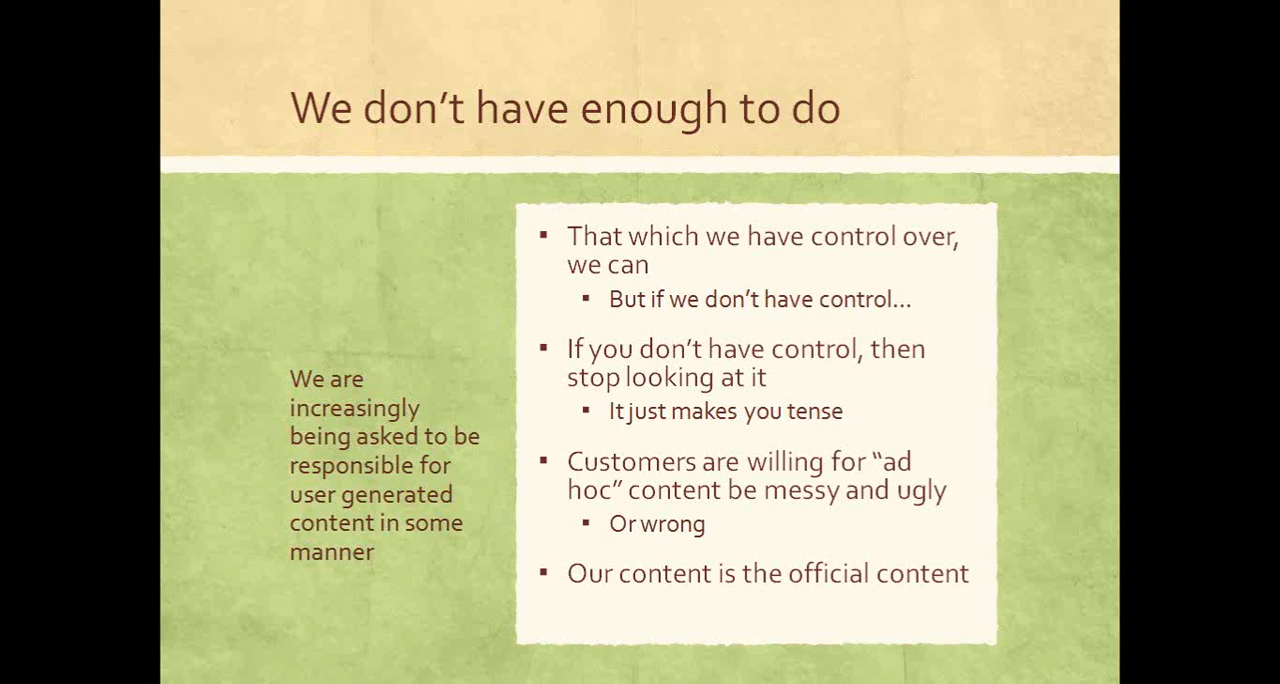 We don't have enough to do
We are
increasingly
being asked to be
responsible for
user generated
content in some
manner
▪ That which we have control over,
we can
▪ But if we don't have control...
▪ If you don't have control, then
stop looking at it
▪ It just makes you tense
▪ Customers are willing for “ad
hoc” content be messy and ugly
▪ Or wrong
▪ Our content is the official content